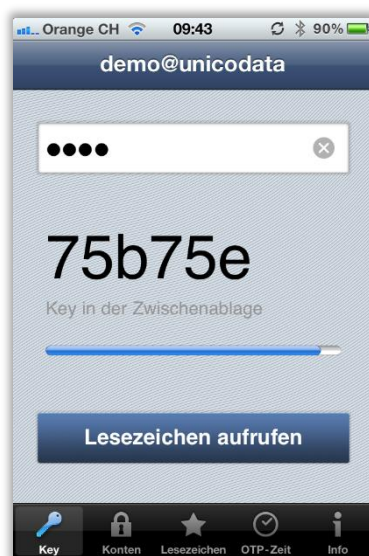 Orange CH 09:43 90%
demo@unicodata
••••
75b75e
Key in der Zwischenablage
Lesezeichen aufrufen
Key Konten Lesezeichen OTP-Zeit Info